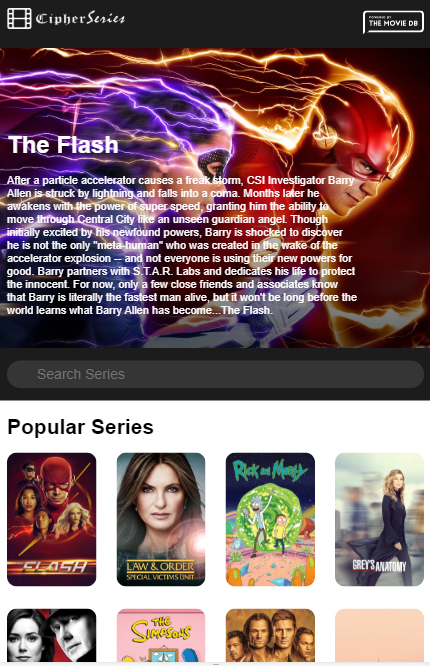 CipherSeries
POWERED BY
THE MOVIE DB
The Flash
After a particle accelerator causes a freak storm, CSI Investigator Barry
Allen is struck by lightning and falls into a coma. Months later he
awakens with the power of super speed, granting him the ability to
move through Central City like an unseen guardian angel. Though
initially excited by his newfound powers, Barry is shocked to discover
he is not the only "meta-human" who was created in the wake of the
accelerator explosion -- and not everyone is using their new powers for
good. Barry partners with S.T.A.R. Labs and dedicates his life to protect
the innocent. For now, only a few close friends and associates know
that Barry is literally the fastest man alive, but it won't be long before the
world learns what Barry Allen has become...The Flash.
Search Series
Popular Series
FLASH
LAW & ORDER
SPECIAL VICTIMS UNIT
RICK and MORTY
GREY'S ANATOMY
THE
SIMPSONS